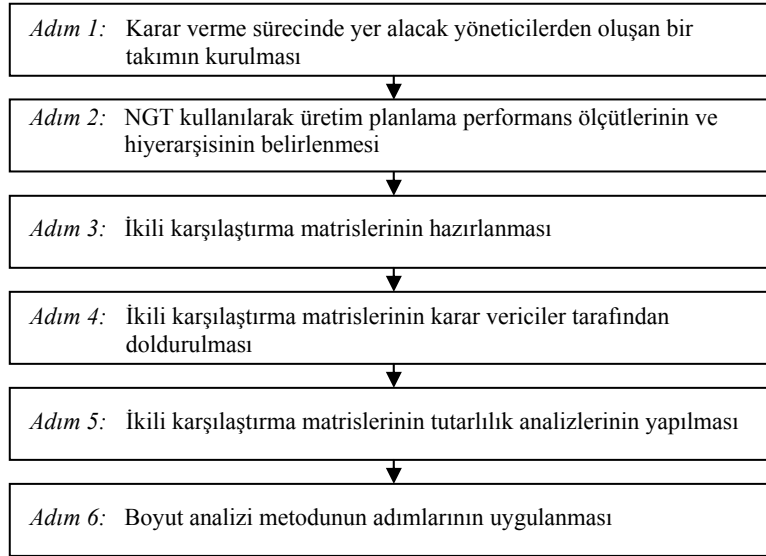 Adım 1: Karar verme sürecinde yer alacak yöneticilerden oluşan bir
takımın kurulması
Adım 2: NGT kullanılarak üretim planlama performans ölçütlerinin ve
hiyerarşisinin belirlenmesi
Adım 3: İkili karşılaştırma matrislerinin hazırlanması
Adım 4: İkili karşılaştırma matrislerinin karar vericiler tarafından
doldurulması
Adım 5: İkili karşılaştırma matrislerinin tutarlılık analizlerinin yapılması
Adım 6: Boyut analizi metodunun adımlarının uygulanması